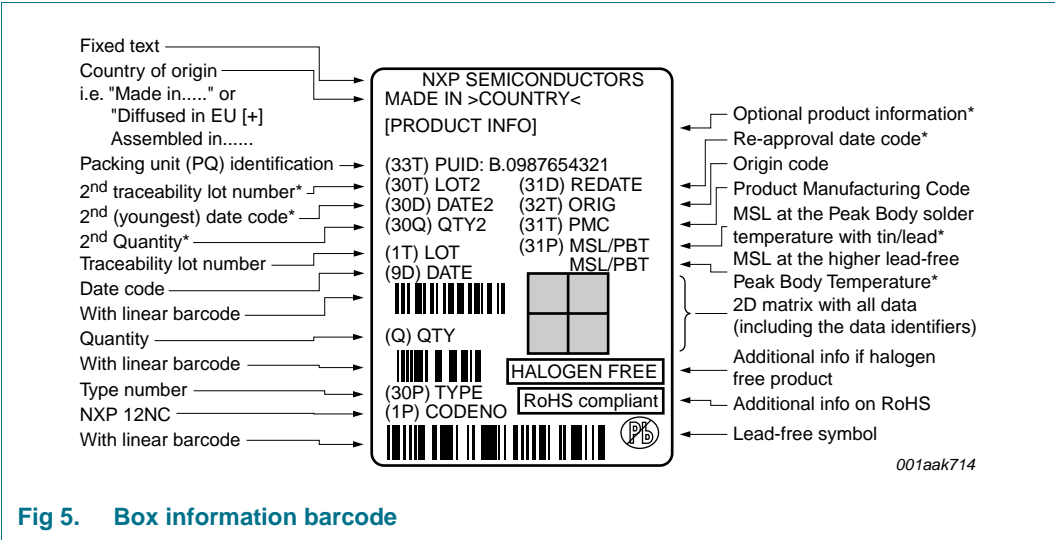 Fixed text
Country of origin
i.e. "Made in....." or
"Diffused in EU [+]
Assembled in......
Packing unit (PQ) identification
2nd traceability lot number*
2nd (youngest) date code*
2nd Quantity*
Traceability lot number
Date code
With linear barcode
Quantity
With linear barcode
Type number
NXP 12NC
With linear barcode
NXP SEMICONDUCTORS
MADE IN >COUNTRY<
[PRODUCT INFO]
(33T) PUID: B.0987654321
(30T) LOT2 (31D) REDATE
(30D) DATE2 (32T) ORIG
(30Q) QTY2 (31T) PMC
(31P) MSL/PBT
(1T) LOT MSL/PBT
(9D) DATE
(Q) QTY
HALOGEN FREE
(30P) TYPE RoHS compliant
(1P) CODENO
Pb
Optional product information*
Re-approval date code*
Origin code
Product Manufacturing Code
MSL at the Peak Body solder
temperature with tin/lead*
MSL at the higher lead-free
Peak Body Temperature*
2D matrix with all data
(including the data identifiers)
Additional info if halogen
free product
Additional info on RoHS
Lead-free symbol
001aak714
Fig 5. Box information barcode